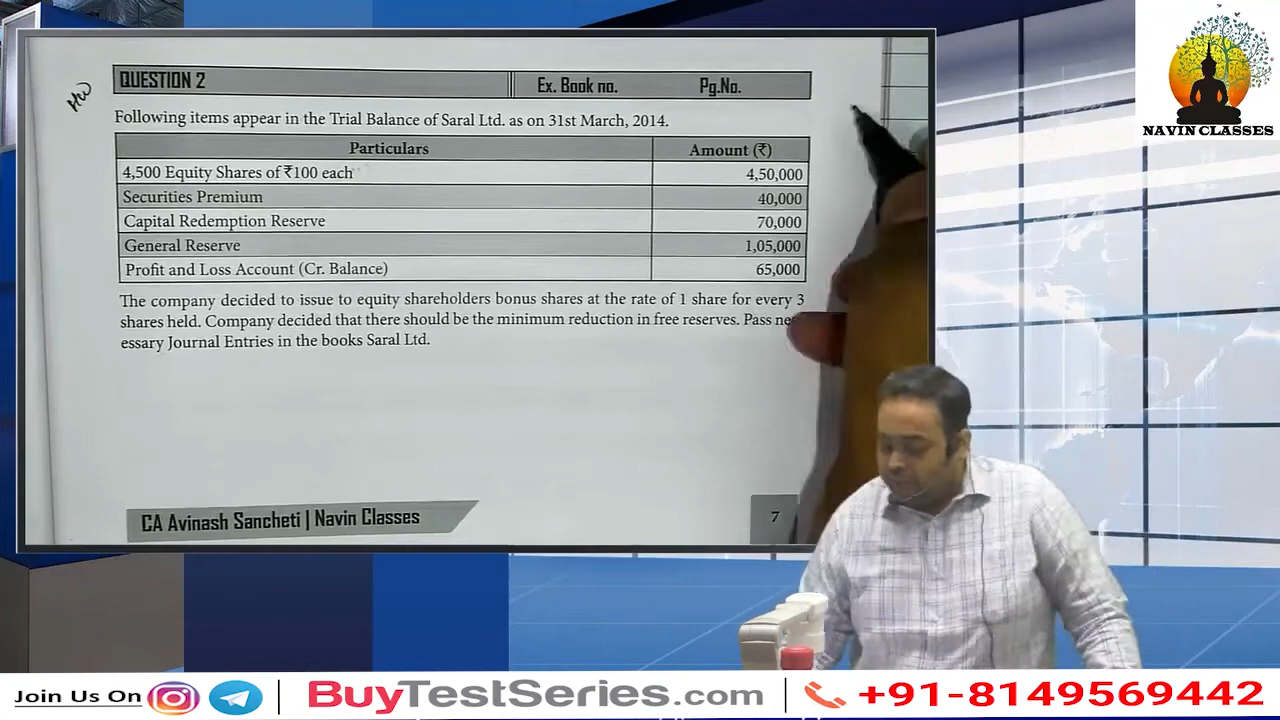 HW
QUESTION 2 Ex. Book no. Pg.No.
Following items appear in the Trial Balance of Saral Ltd. as on 31st March, 2014.
Particulars Amount (₹)
4,500 Equity Shares of ₹100 each 4,50,000
Securities Premium 40,000
Capital Redemption Reserve 70,000
General Reserve 1,05,000
Profit and Loss Account (Cr. Balance) 65,000
The company decided to issue to equity shareholders bonus shares at the rate of 1 share for every 3
shares held. Company decided that there should be the minimum reduction in free reserves. Pass
essary Journal Entries in the books Saral Ltd.
CA Avinash Sancheti | Navin Classes
7
NAVIN CLASSES
Join Us On BuyTestSeries.com +91-8149569442